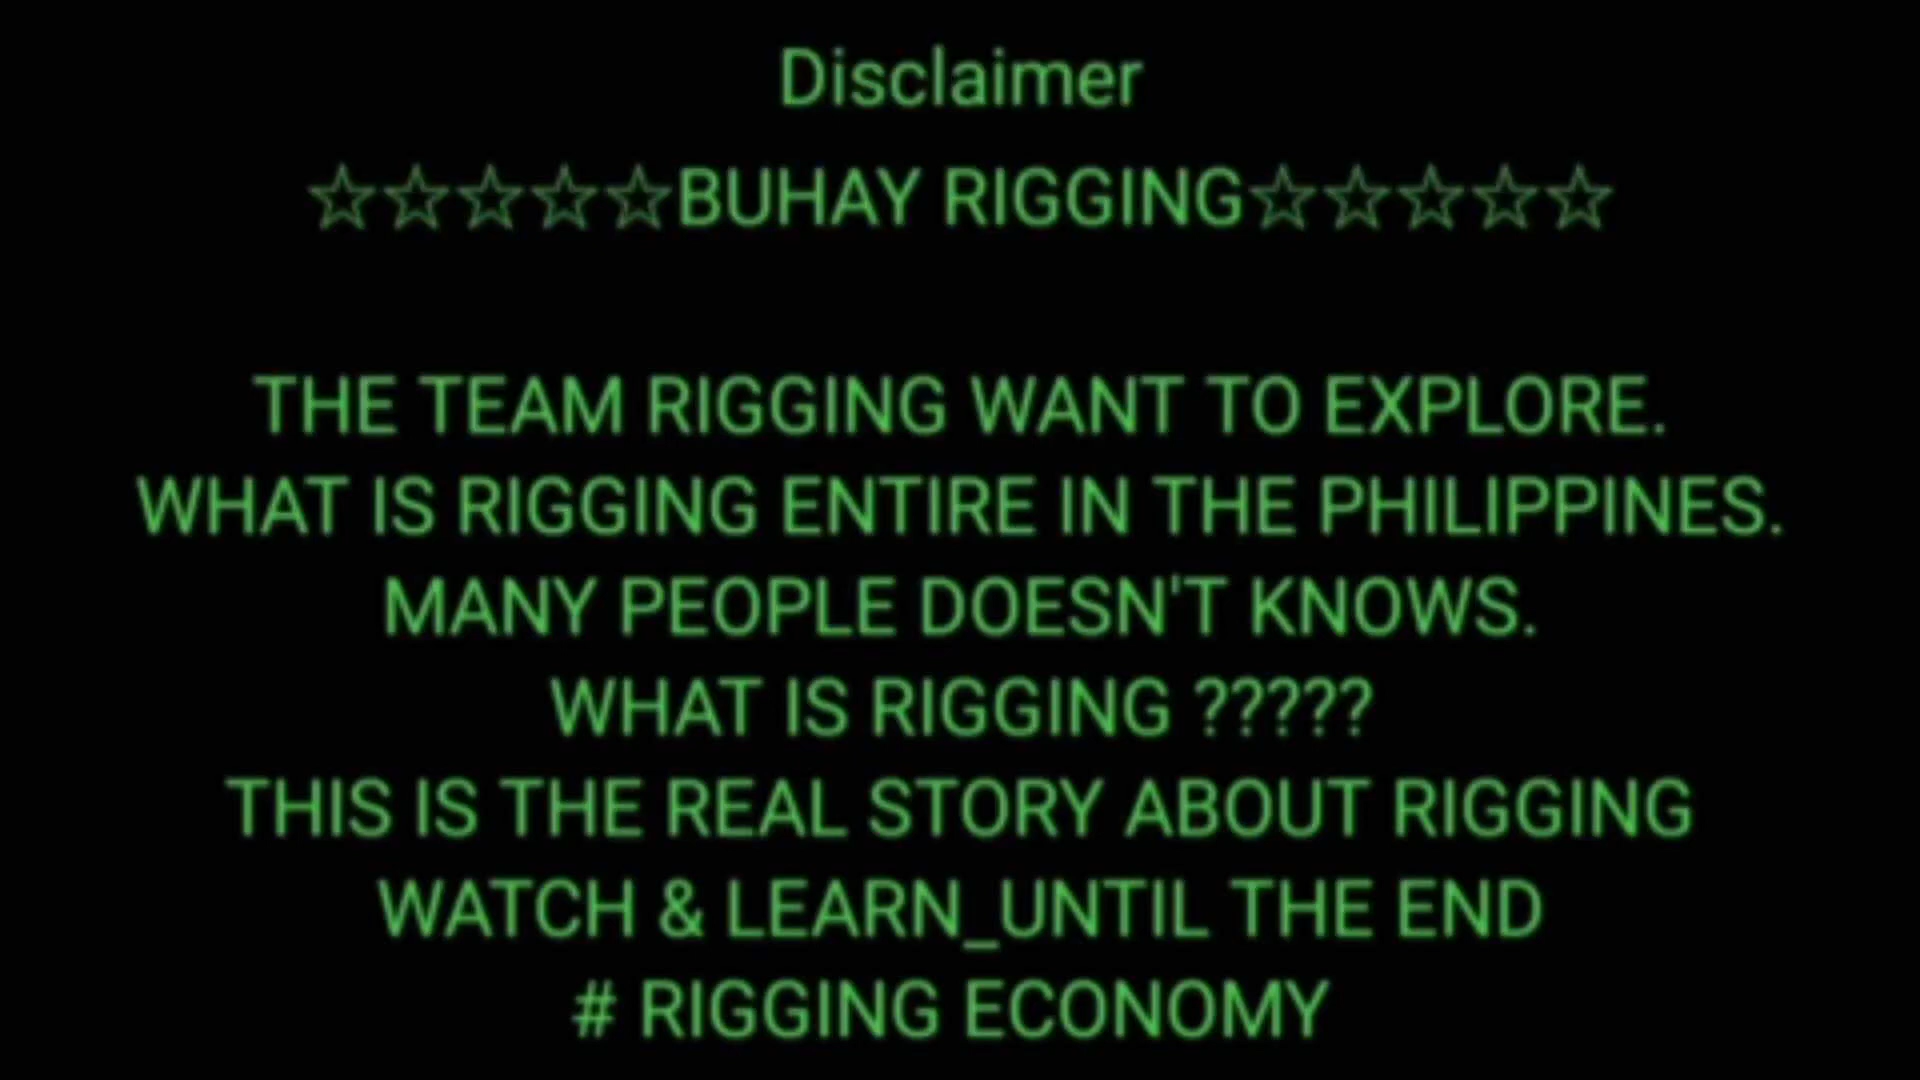 Disclaimer
☆☆☆☆☆BUHAY RIGGING☆☆☆☆☆
THE TEAM RIGGING WANT TO EXPLORE.
WHAT IS RIGGING ENTIRE IN THE PHILIPPINES.
MANY PEOPLE DOESN'T KNOWS.
WHAT IS RIGGING ?????
THIS IS THE REAL STORY ABOUT RIGGING
WATCH & LEARN_UNTIL THE END
# RIGGING ECONOMY